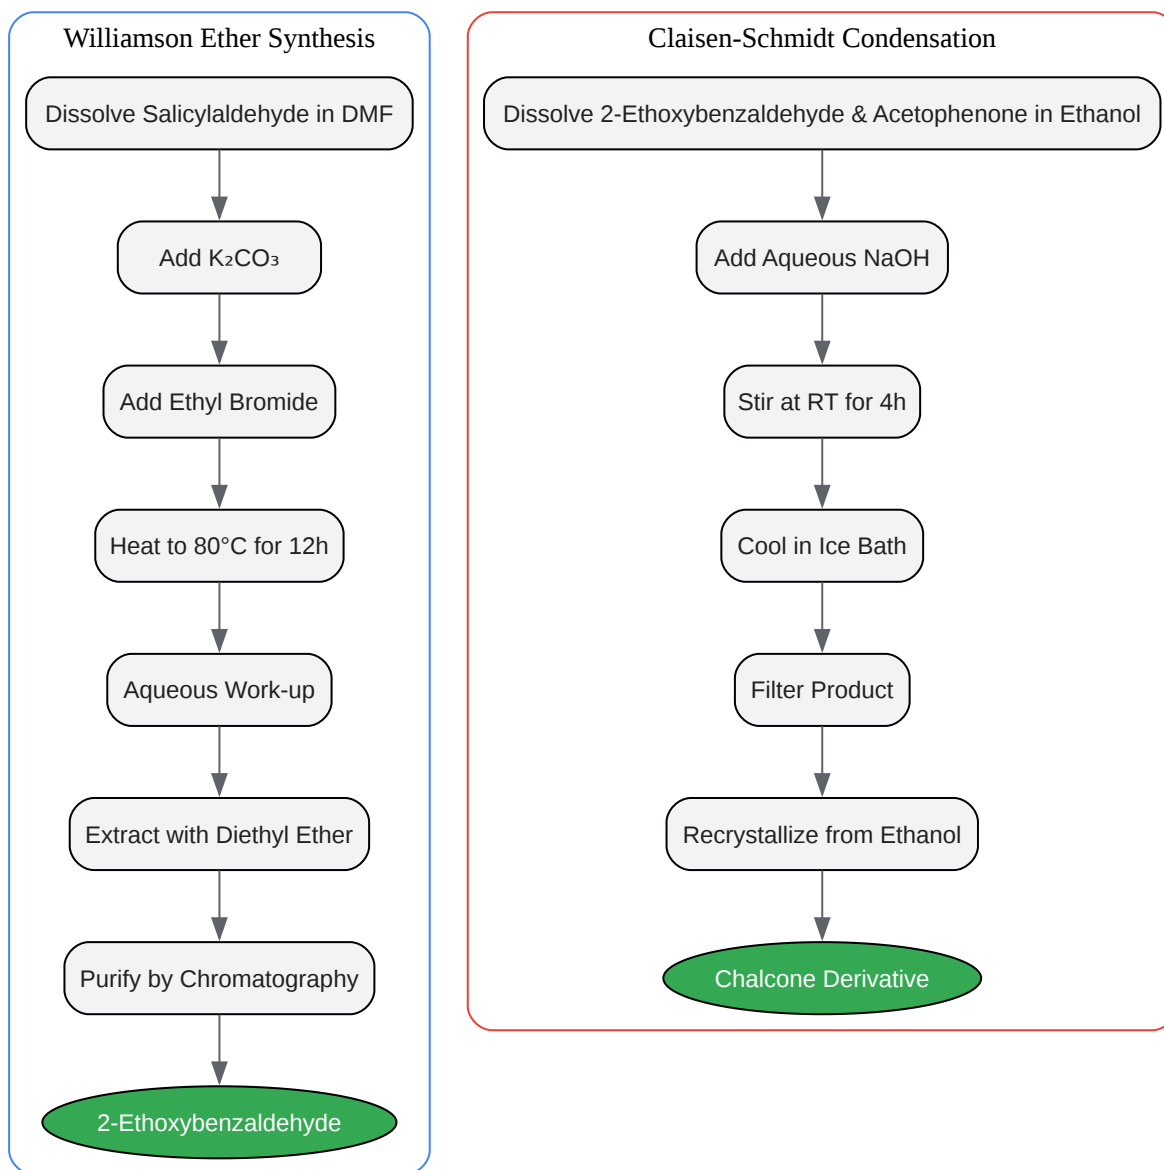 Williamson Ether Synthesis
Dissolve Salicylaldehyde in DMF
Add K₂CO₃
Add Ethyl Bromide
Heat to 80°C for 12h
Aqueous Work-up
Extract with Diethyl Ether
Purify by Chromatography
2-Ethoxybenzaldehyde
Claisen-Schmidt Condensation
Dissolve 2-Ethoxybenzaldehyde & Acetophenone in Ethanol
Add Aqueous NaOH
Stir at RT for 4h
Cool in Ice Bath
Filter Product
Recrystallize from Ethanol
Chalcone Derivative